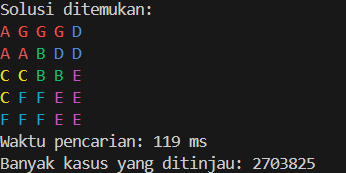 Solusi ditemukan:
A G G G D
A A B D D
C C B B E
C F F E E
F F F E E
Waktu pencarian: 119 ms
Banyak kasus yang ditinjau: 2703825